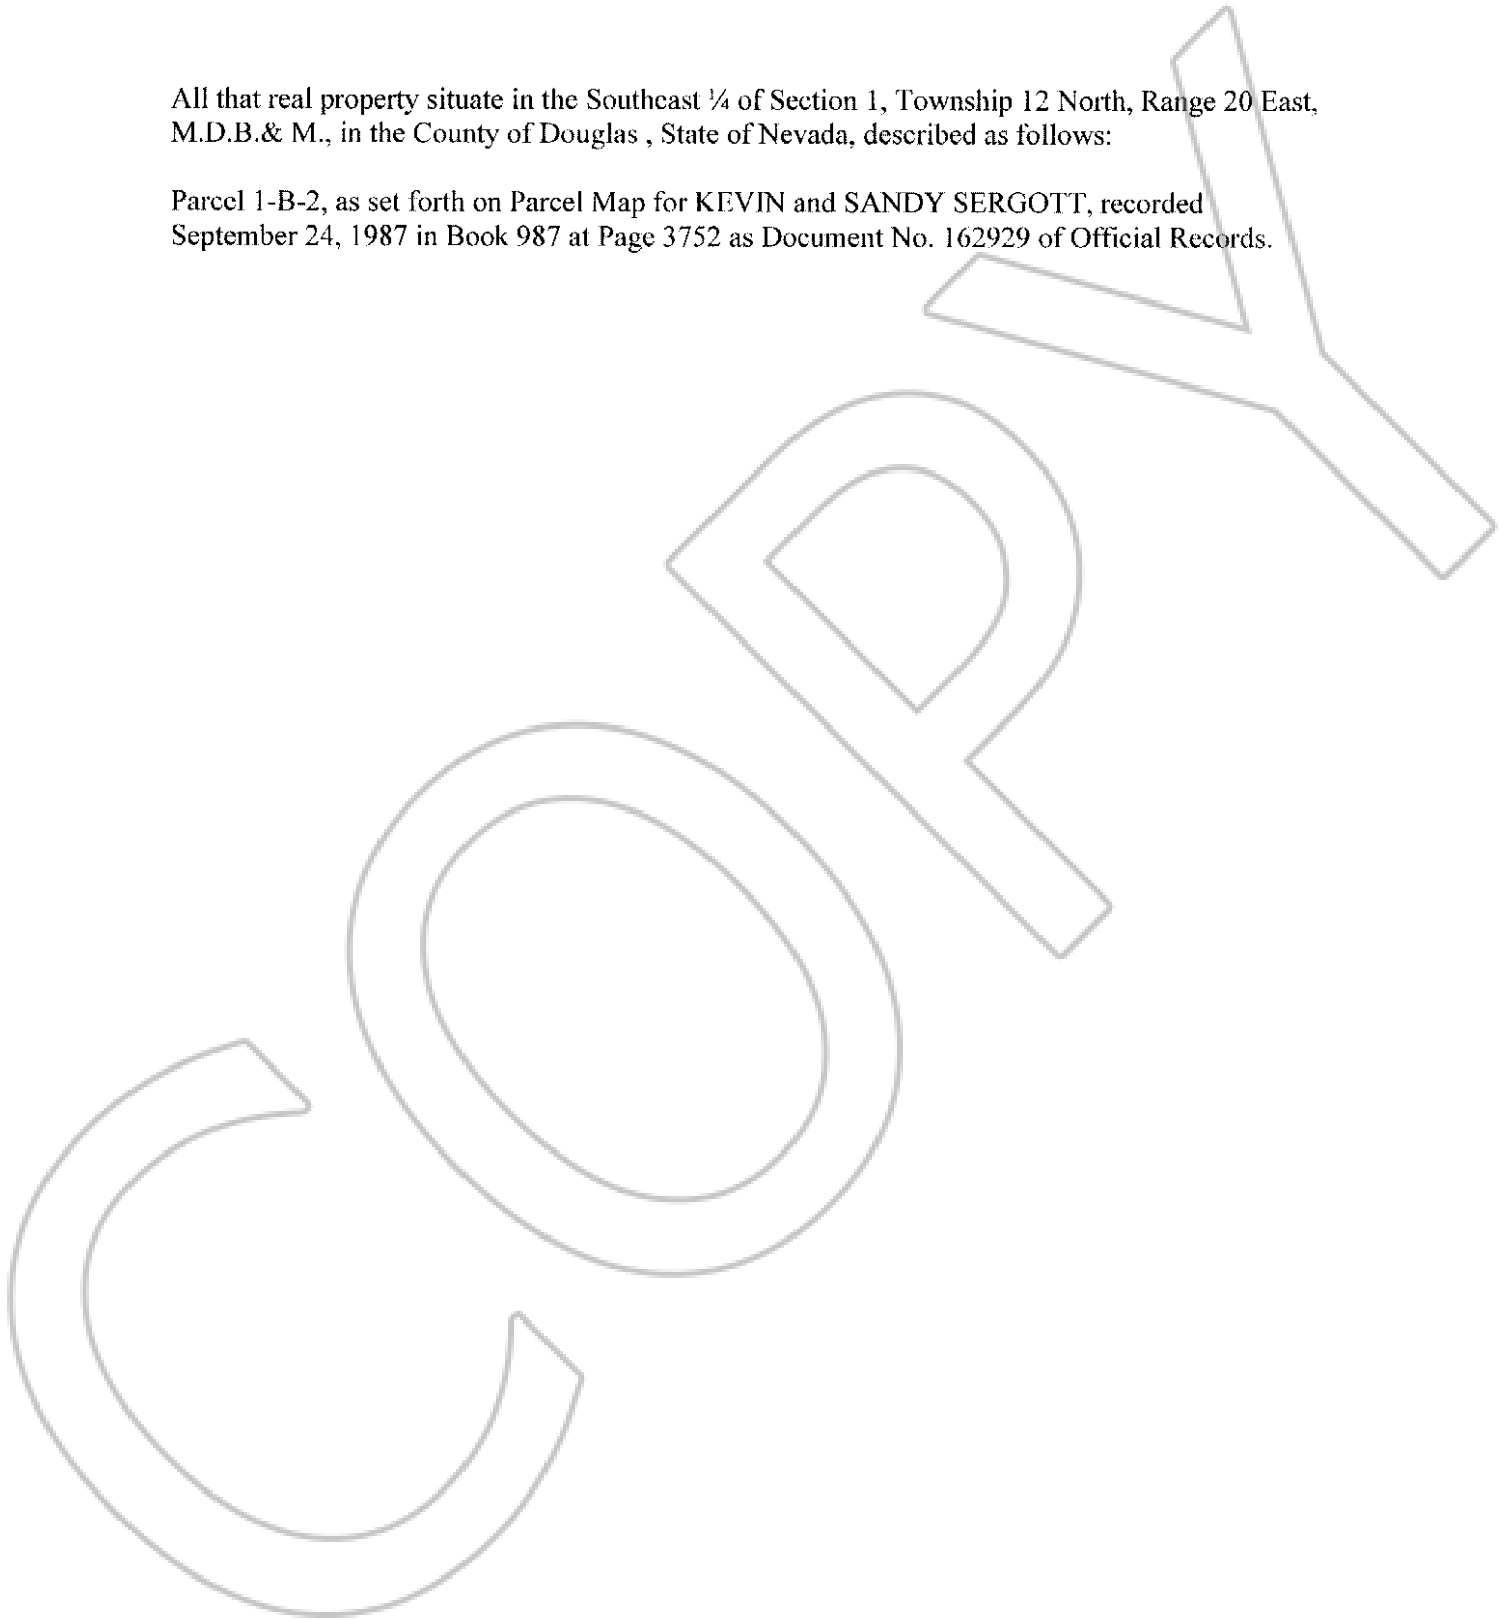 All that real property situate in the Southeast ¼ of Section 1, Township 12 North, Range 20 East,
M.D.B.& M., in the County of Douglas , State of Nevada, described as follows:
Parcel 1-B-2, as set forth on Parcel Map for KEVIN and SANDY SERGOTT, recorded
September 24, 1987 in Book 987 at Page 3752 as Document No. 162929 of Official Records.
COPY